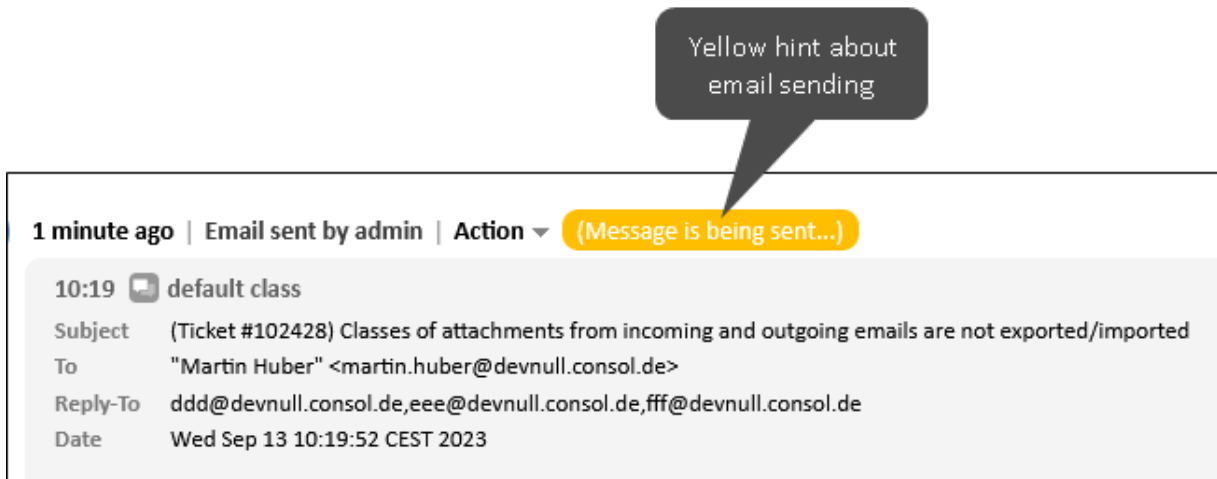 Yellow hint about
email sending
1 minute ago | Email sent by admin | Action (Message is being sent...)
10:19 default class
Subject (Ticket #102428) Classes of attachments from incoming and outgoing emails are not exported/imported
To "Martin Huber" <martin.huber@devnull.consol.de>
Reply-To ddd@devnull.consol.de,eee@devnull.consol.de,fff@devnull.consol.de
Date Wed Sep 13 10:19:52 CEST 2023